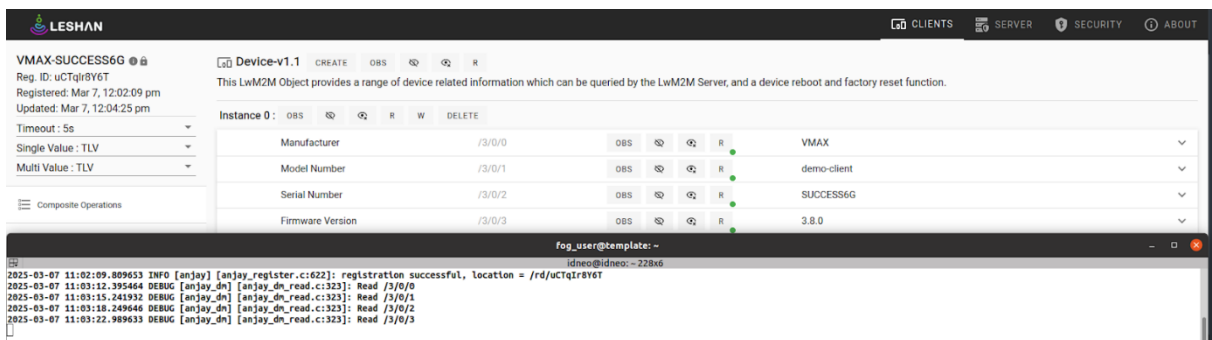 LESHAN
CLIENTS SERVER SECURITY ABOUT
VMAX-SUCCESS6G
Reg. ID: uCTqIr8Y6T
Registered: Mar 7, 12:02:09 pm
Updated: Mar 7, 12:04:25 pm
Timeout : 5s
Single Value : TLV
Multi Value : TLV
Composite Operations
Device-v1.1 CREATE OBS R
This LwM2M Object provides a range of device related information which can be queried by the LwM2M Server, and a device reboot and factory reset function.
Instance 0 : OBS R W DELETE
Manufacturer /3/0/0 OBS R VMAX
Model Number /3/0/1 OBS R demo-client
Serial Number /3/0/2 OBS R SUCCESS6G
Firmware Version /3/0/3 OBS R 3.8.0
fog_user@template: ~
idneo@idneo: ~ 228x6
2025-03-07 11:02:09.809653 INFO [anjay] [anjay_register.c:622]: registration successful, location = /rd/uCTqIr8Y6T
2025-03-07 11:03:12.395464 DEBUG [anjay_dm] [anjay_dm_read.c:323]: Read /3/0/0
2025-03-07 11:03:15.241932 DEBUG [anjay_dm] [anjay_dm_read.c:323]: Read /3/0/1
2025-03-07 11:03:18.249646 DEBUG [anjay_dm] [anjay_dm_read.c:323]: Read /3/0/2
2025-03-07 11:03:22.989633 DEBUG [anjay_dm] [anjay_dm_read.c:323]: Read /3/0/3